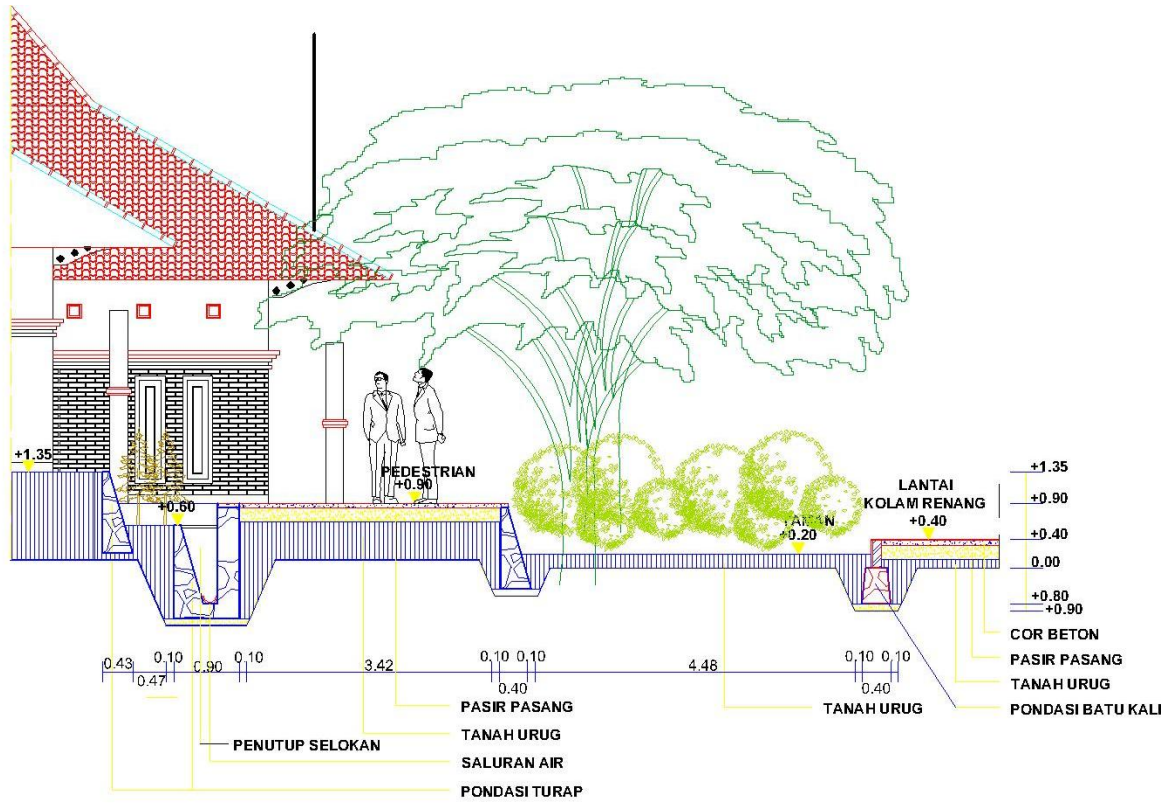 +1.35
PEDESTRIAN
+0.90
+0.60
TAMAN
+0.20
LANTAI
KOLAM RENANG
+0.40
+1.35
+0.90
+0.40
0.00
+0.80
+0.90
COR BETON
PASIR PASANG
TANAH URUG
PONDASI BATU KALI
0.43
0.47
0.10
0.90
0.10
3.42
0.10
0.40
0.10
4.48
0.10
0.40
0.10
PASIR PASANG
TANAH URUG
TANAH URUG
PENUTUP SELOKAN
SALURAN AIR
PONDASI TURAP